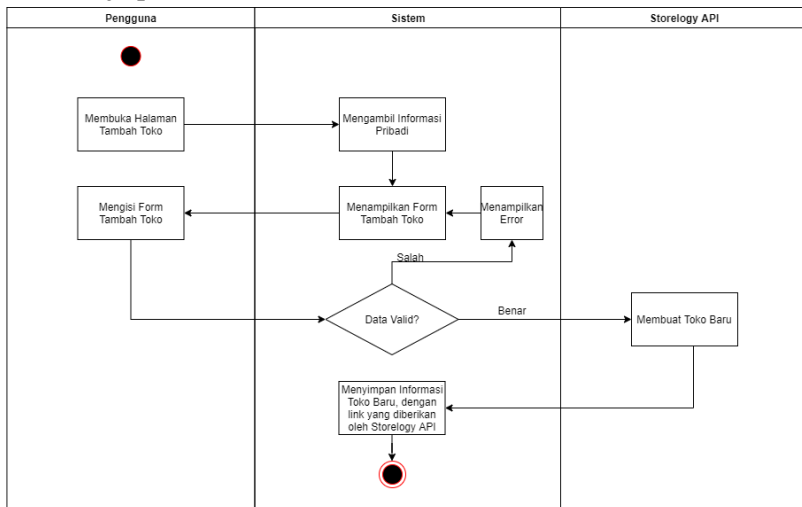 Pengguna
Sistem
Storelogy API
Membuka Halaman
Tambah Toko
Mengambil Informasi
Pribadi
Mengisi Form
Tambah Toko
Menampilkan Form
Tambah Toko
Menampilkan
Error
Salah
Data Valid?
Benar
Membuat Toko Baru
Menyimpan Informasi
Toko Baru, dengan
link yang diberikan
oleh Storelogy API